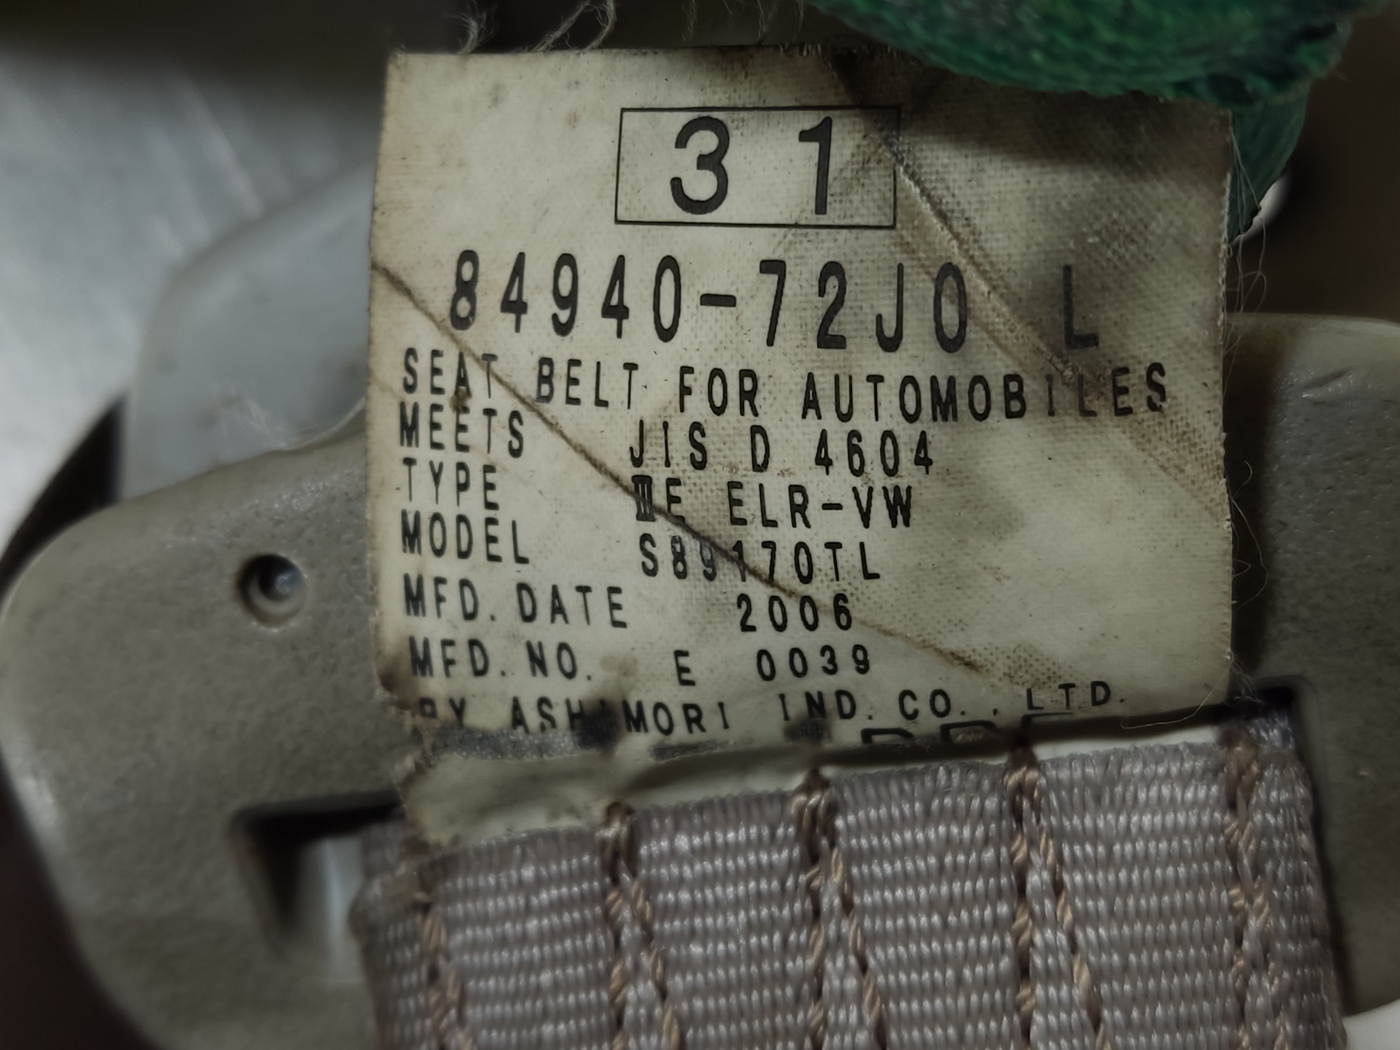 31
84940-72J0 L
SEAT BELT FOR AUTOMOBILES
MEETS JIS D 4604
TYPE ⅢE ELR-VW
MODEL S89170TL
MFD. DATE 2006
MFD. NO. E 0039
BY ASHIMORI IND. CO., LTD.